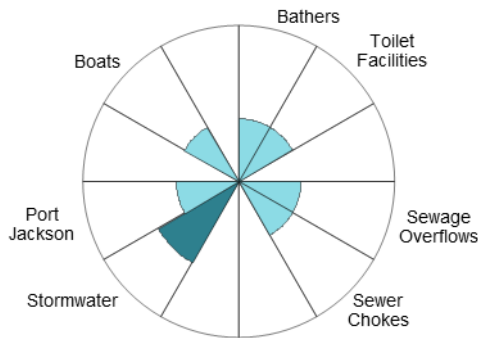 Bathers
Toilet
Facilities
Boats
Port
Jackson
Sewage
Overflows
Stormwater
Sewer
Chokes